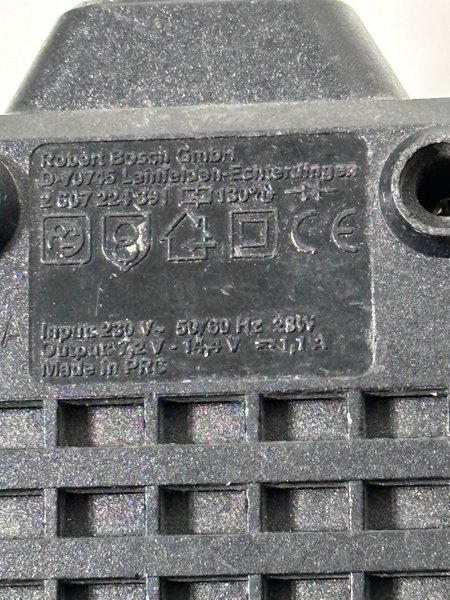 Robert Bosch GmbH
D-70745 Leinfelden-Echterdingen
2 607 224 391 130°C
CE
Input: 230 V~ 50/60 Hz 28W
Output: 7,2 V - 14,4 V ⎓ 1,1 A
Made in PRC